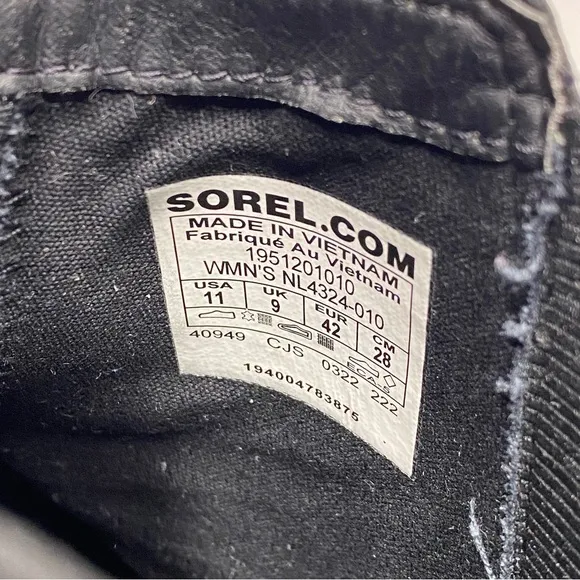 SOREL.COM
MADE IN VIETNAM
Fabriqué Au Vietnam
1951201010
WMN'S NL4324-010
USA UK EUR CM
11 9 42 28
EGALS
40949 CJS 0322 222
194004783875